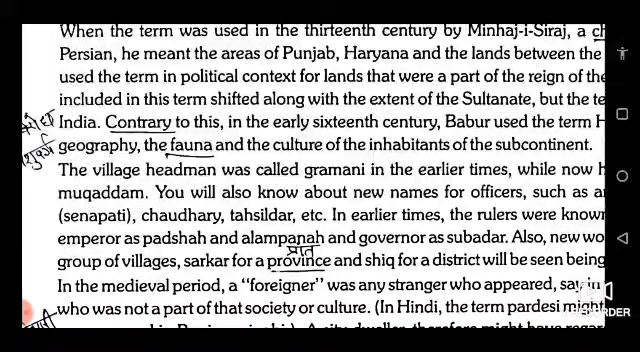 When the term was used in the thirteenth century by Minhaj-i-Siraj, a ch
Persian, he meant the areas of Punjab, Haryana and the lands between the
used the term in political context for lands that were a part of the reign of the
included in this term shifted along with the extent of the Sultanate, but the te
India. Contrary to this, in the early sixteenth century, Babur used the term H
geography, the fauna and the culture of the inhabitants of the subcontinent.
The village headman was called gramani in the earlier times, while now h
muqaddam. You will also know about new names for officers, such as a
(senapati), chaudhary, tahsildar, etc. In earlier times, the rulers were known
emperor as padshah and alampanah and governor as subadar. Also, new wo
प्रांत
group of villages, sarkar for a province and shiq for a district will be seen being
In the medieval period, a "foreigner" was any stranger who appeared, say in
who was not a part of that society or culture. (In Hindi, the term pardesi might